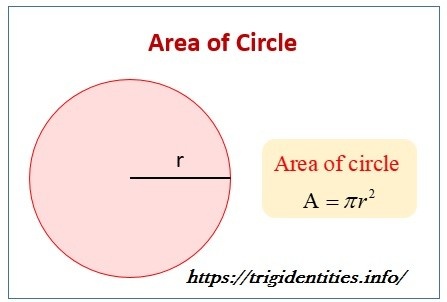 Area of Circle
r
Area of circle
A = πr²
https://trigidentities.info/